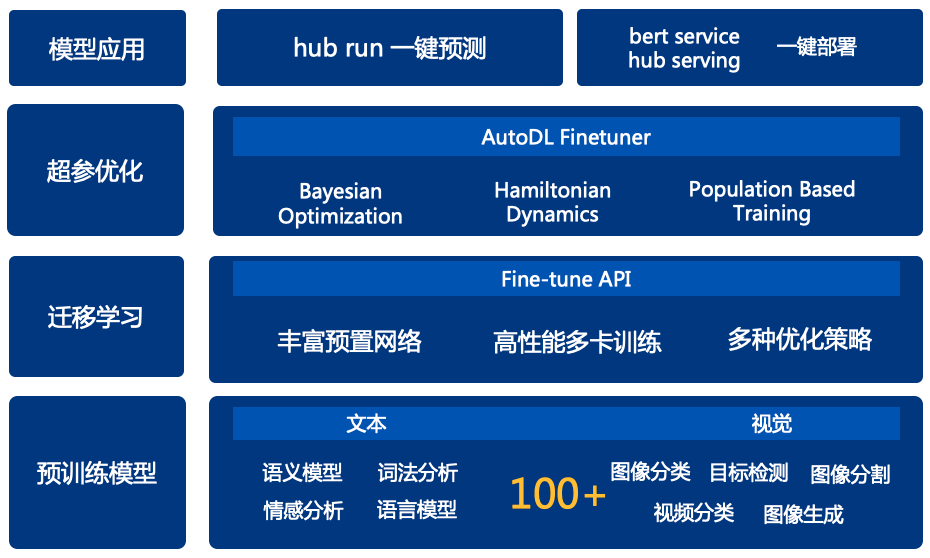 模型应用
hub run 一键预测
bert service
hub serving
一键部署
超参优化
AutoDL Finetuner
Bayesian
Optimization
Hamiltonian
Dynamics
Population Based
Training
迁移学习
Fine-tune API
丰富预置网络
高性能多卡训练
多种优化策略
预训练模型
文本
视觉
语义模型
词法分析
情感分析
语言模型
100+
图像分类
目标检测
图像分割
视频分类
图像生成